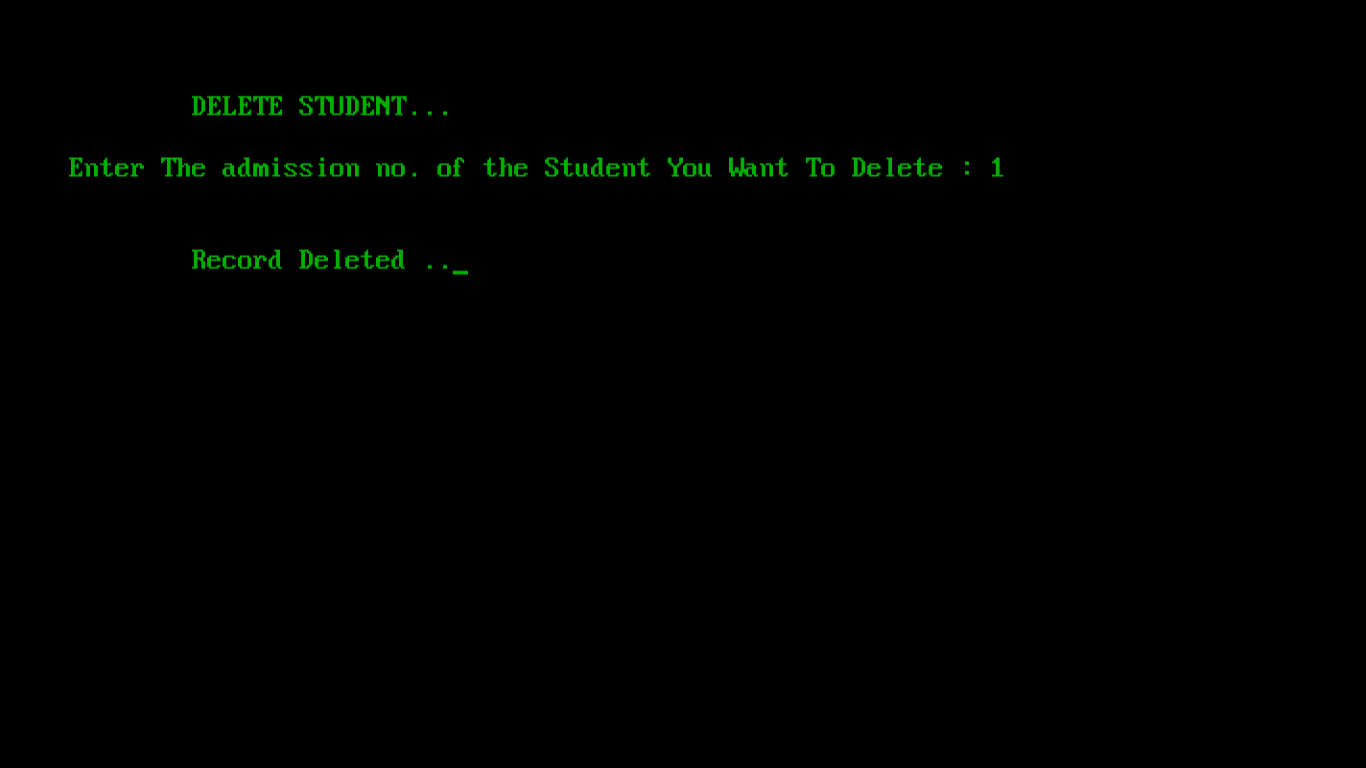 DELETE STUDENT...
Enter The admission no. of the Student You Want To Delete : 1
Record Deleted .._